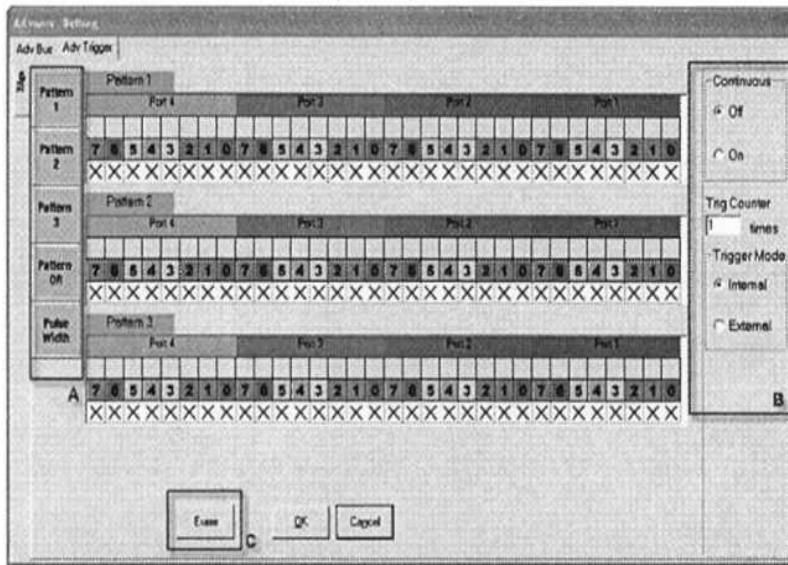 Advance Setting
Adv Bus Adv Trigger
Edge
Pattern 1
Pattern 2
Pattern 3
Pattern Off
Pulse Width
A
Pattern 1
Port 4 Port 3 Port 2 Port 1
7 6 5 4 3 2 1 0 7 6 5 4 3 2 1 0 7 6 5 4 3 2 1 0 7 6 5 4 3 2 1 0
X X X X X X X X X X X X X X X X X X X X X X X X X X X X X X X X
Pattern 2
Port 4 Port 3 Port 2 Port 1
7 6 5 4 3 2 1 0 7 6 5 4 3 2 1 0 7 6 5 4 3 2 1 0 7 6 5 4 3 2 1 0
X X X X X X X X X X X X X X X X X X X X X X X X X X X X X X X X
Pattern 3
Port 4 Port 3 Port 2 Port 1
7 6 5 4 3 2 1 0 7 6 5 4 3 2 1 0 7 6 5 4 3 2 1 0 7 6 5 4 3 2 1 0
X X X X X X X X X X X X X X X X X X X X X X X X X X X X X X X X
Continuous
Off
On
Trig Counter
1 times
Trigger Mode
Internal
External
B
Erase
C
OK
Cancel